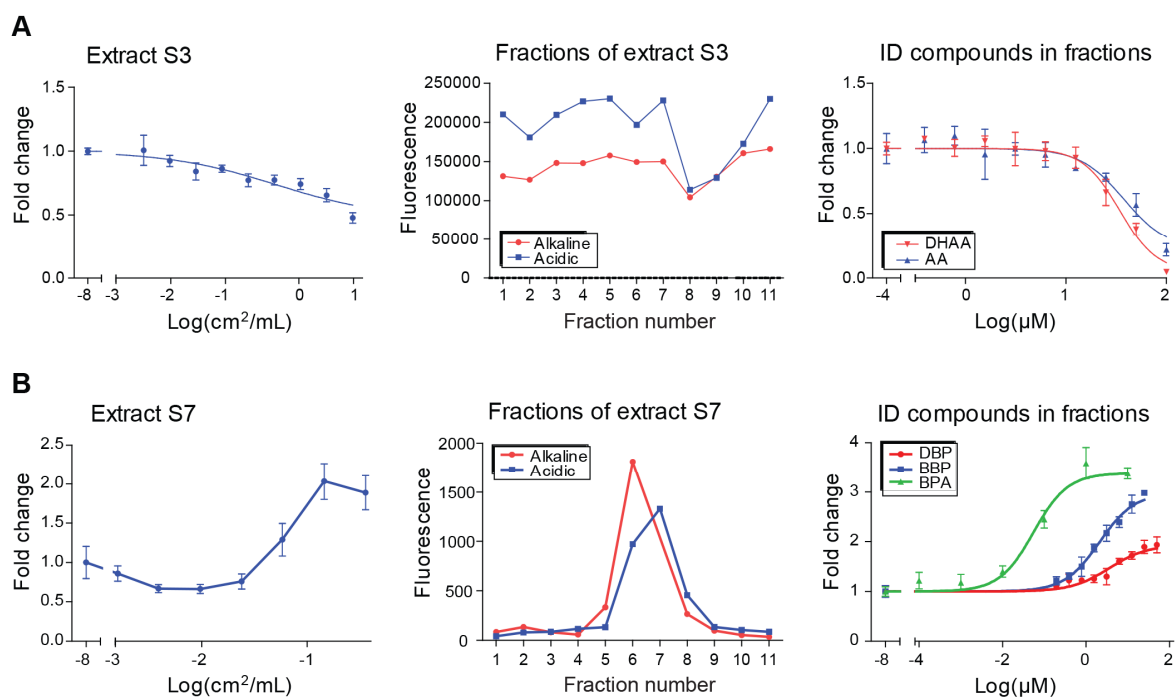 A
Extract S3
Fold change
1.5
1.0
0.5
0.0
-8 -3 -2 -1 0 1
Log(cm²/mL)
Fractions of extract S3
Fluorescence
250000
200000
150000
100000
50000
0
Alkaline
Acidic
1 2 3 4 5 6 7 8 9 10 11
Fraction number
ID compounds in fractions
Fold change
1.5
1.0
0.5
0.0
DHAA
AA
-4 0 1 2
Log(µM)
B
Extract S7
Fold change
2.5
2.0
1.5
1.0
0.5
0.0
-8 -3 -2 -1
Log(cm²/mL)
Fractions of extract S7
Fluorescence
2000
1500
1000
500
0
Alkaline
Acidic
1 2 3 4 5 6 7 8 9 10 11
Fraction number
ID compounds in fractions
Fold change
4
3
2
1
0
DBP
BBP
BPA
-8 -4 -2 0 2
Log(µM)